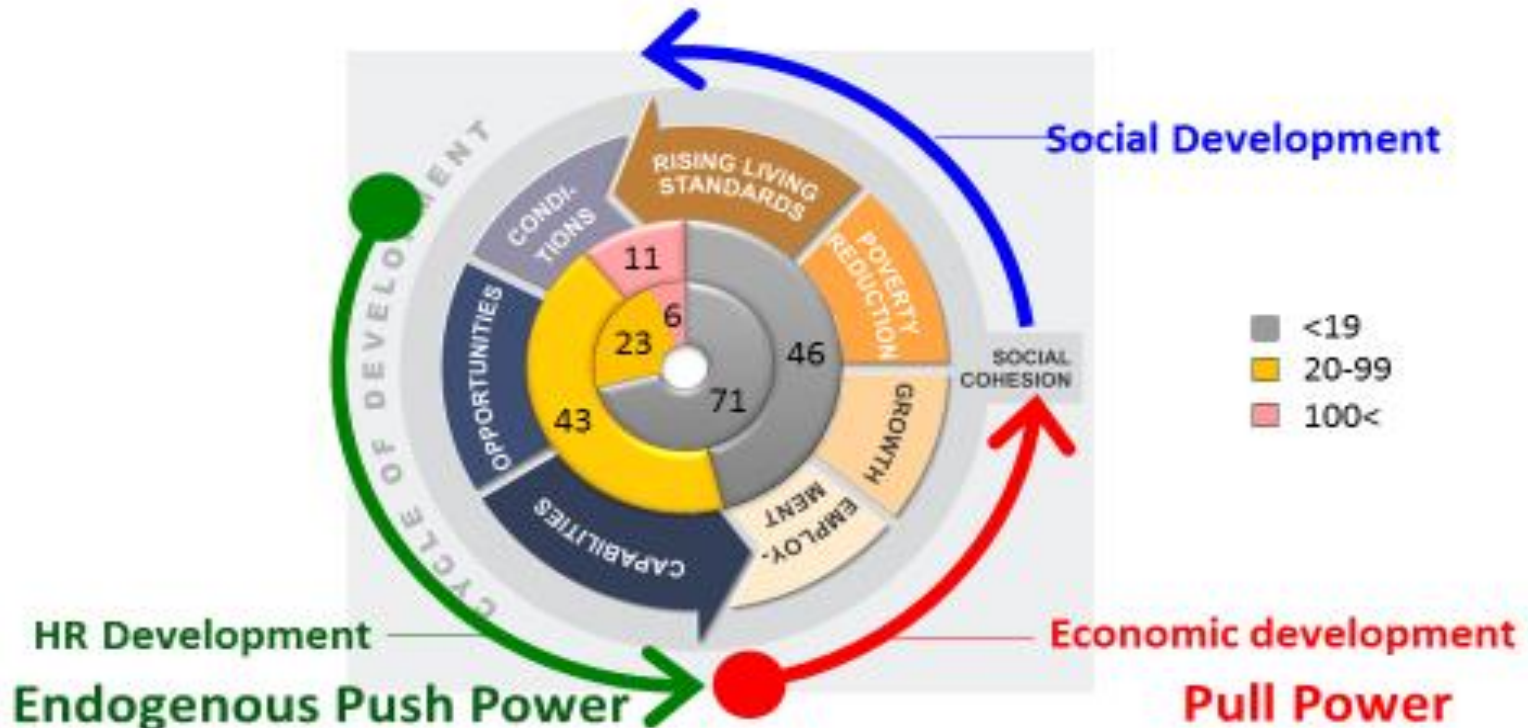 Social Development
RISING LIVING
STANDARDS
CONDI-
TIONS
POVERTY
REDUCTION
OPPORTUNITIES
SOCIAL
COHESION
GROWTH
EMPLOY-
MENT
CAPABILITIES
CYCLE OF DEVELOPMENT
11
6
23
46
71
43
<19
20-99
100<
HR Development
Endogenous Push Power
Economic development
Pull Power